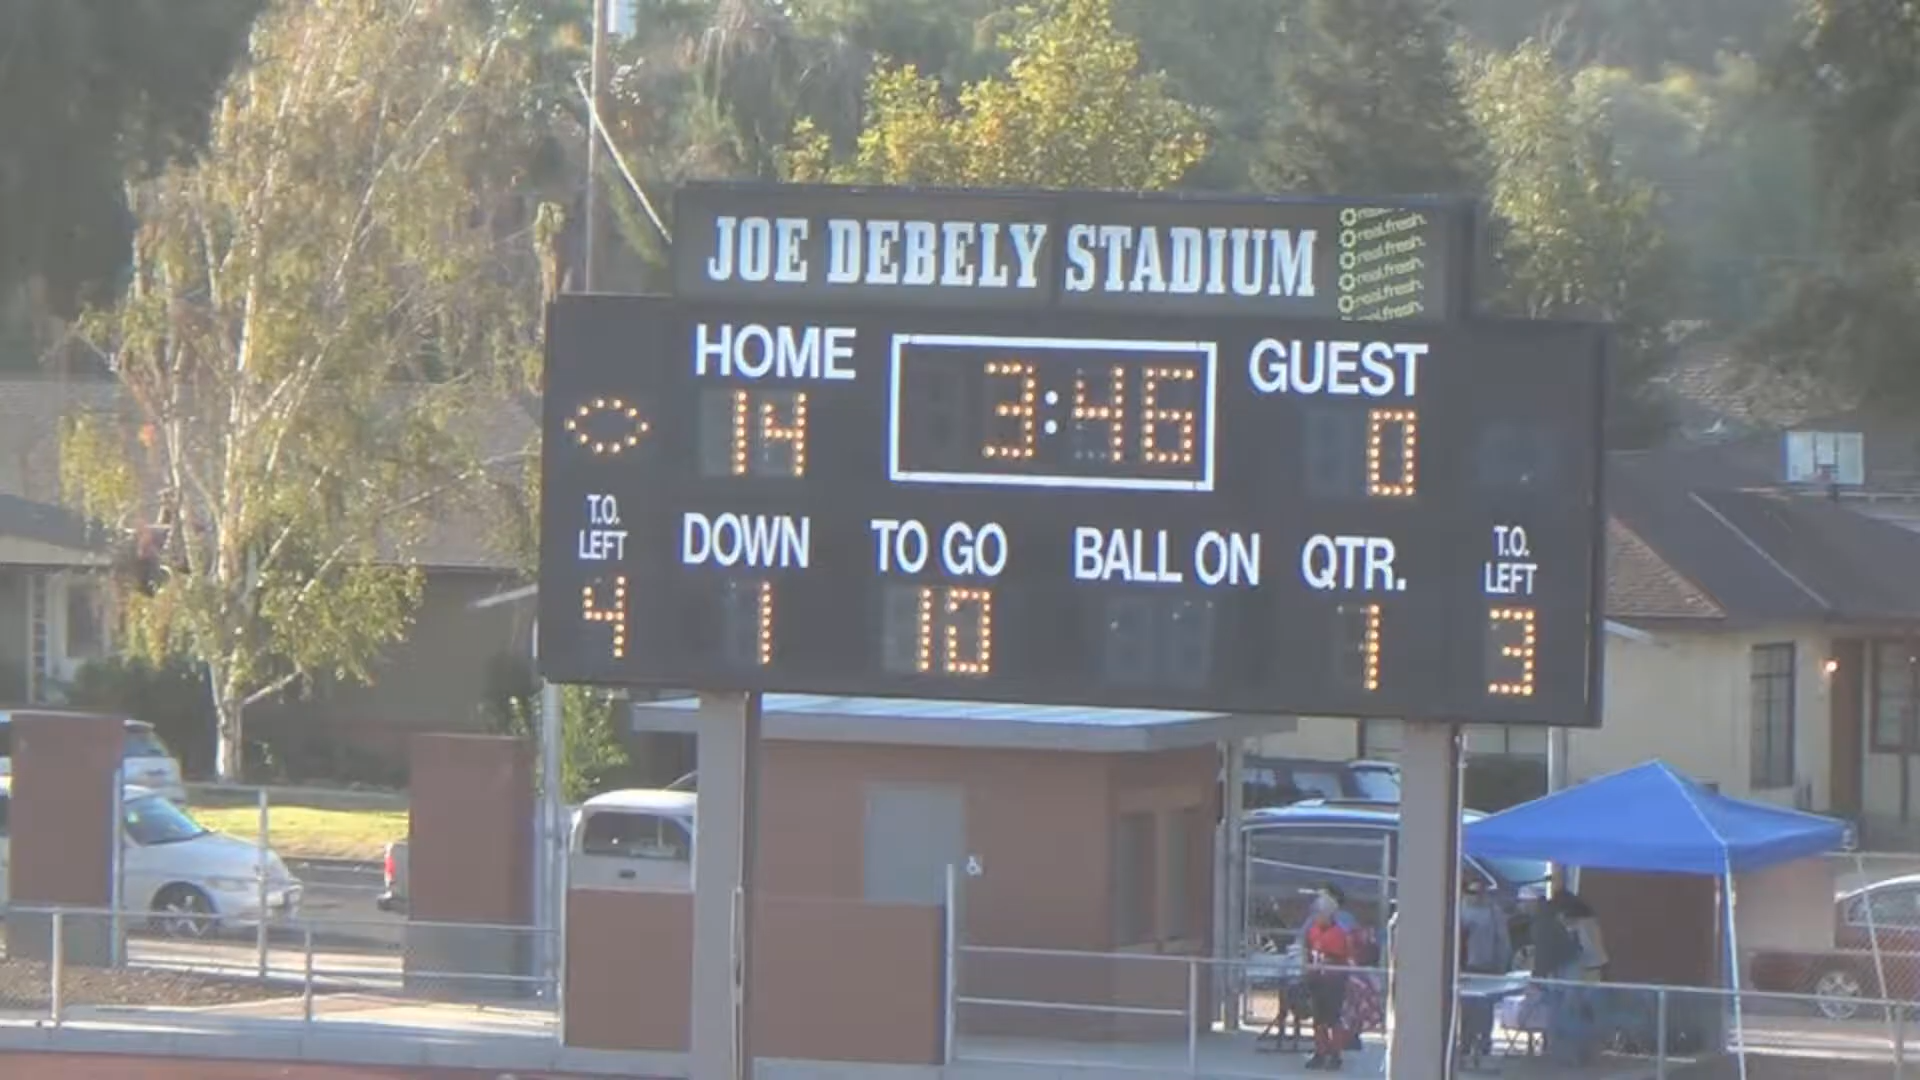 JOE DEBELY STADIUM
real.fresh.
real.fresh.
real.fresh.
real.fresh.
HOME 3:46 GUEST
14 0
T.O. LEFT DOWN TO GO BALL ON QTR. T.O. LEFT
4 1 10 1 3